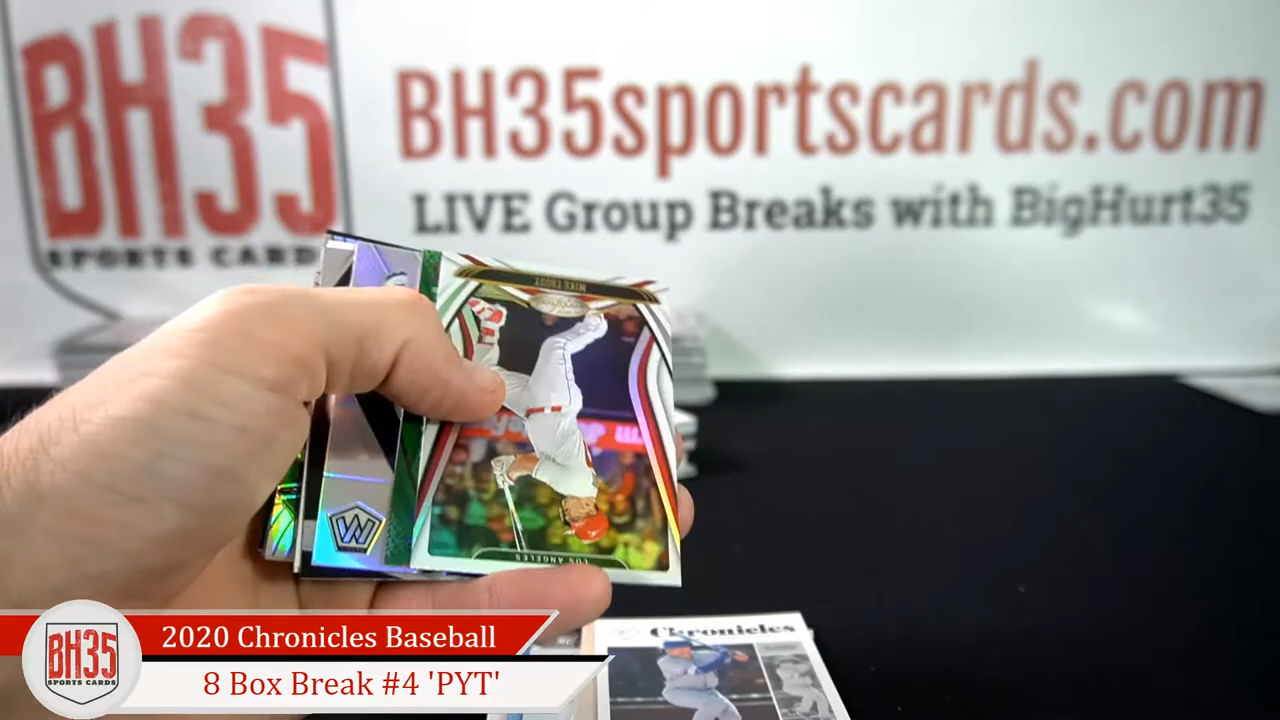 BH35
SPORTS CARDS
BH35sportscards.com
LIVE Group Breaks with BigHurt35
MIKE TROUT
LOS ANGELES
W
Chronicles
BH35
SPORTS CARDS
2020 Chronicles Baseball
8 Box Break #4 'PYT'